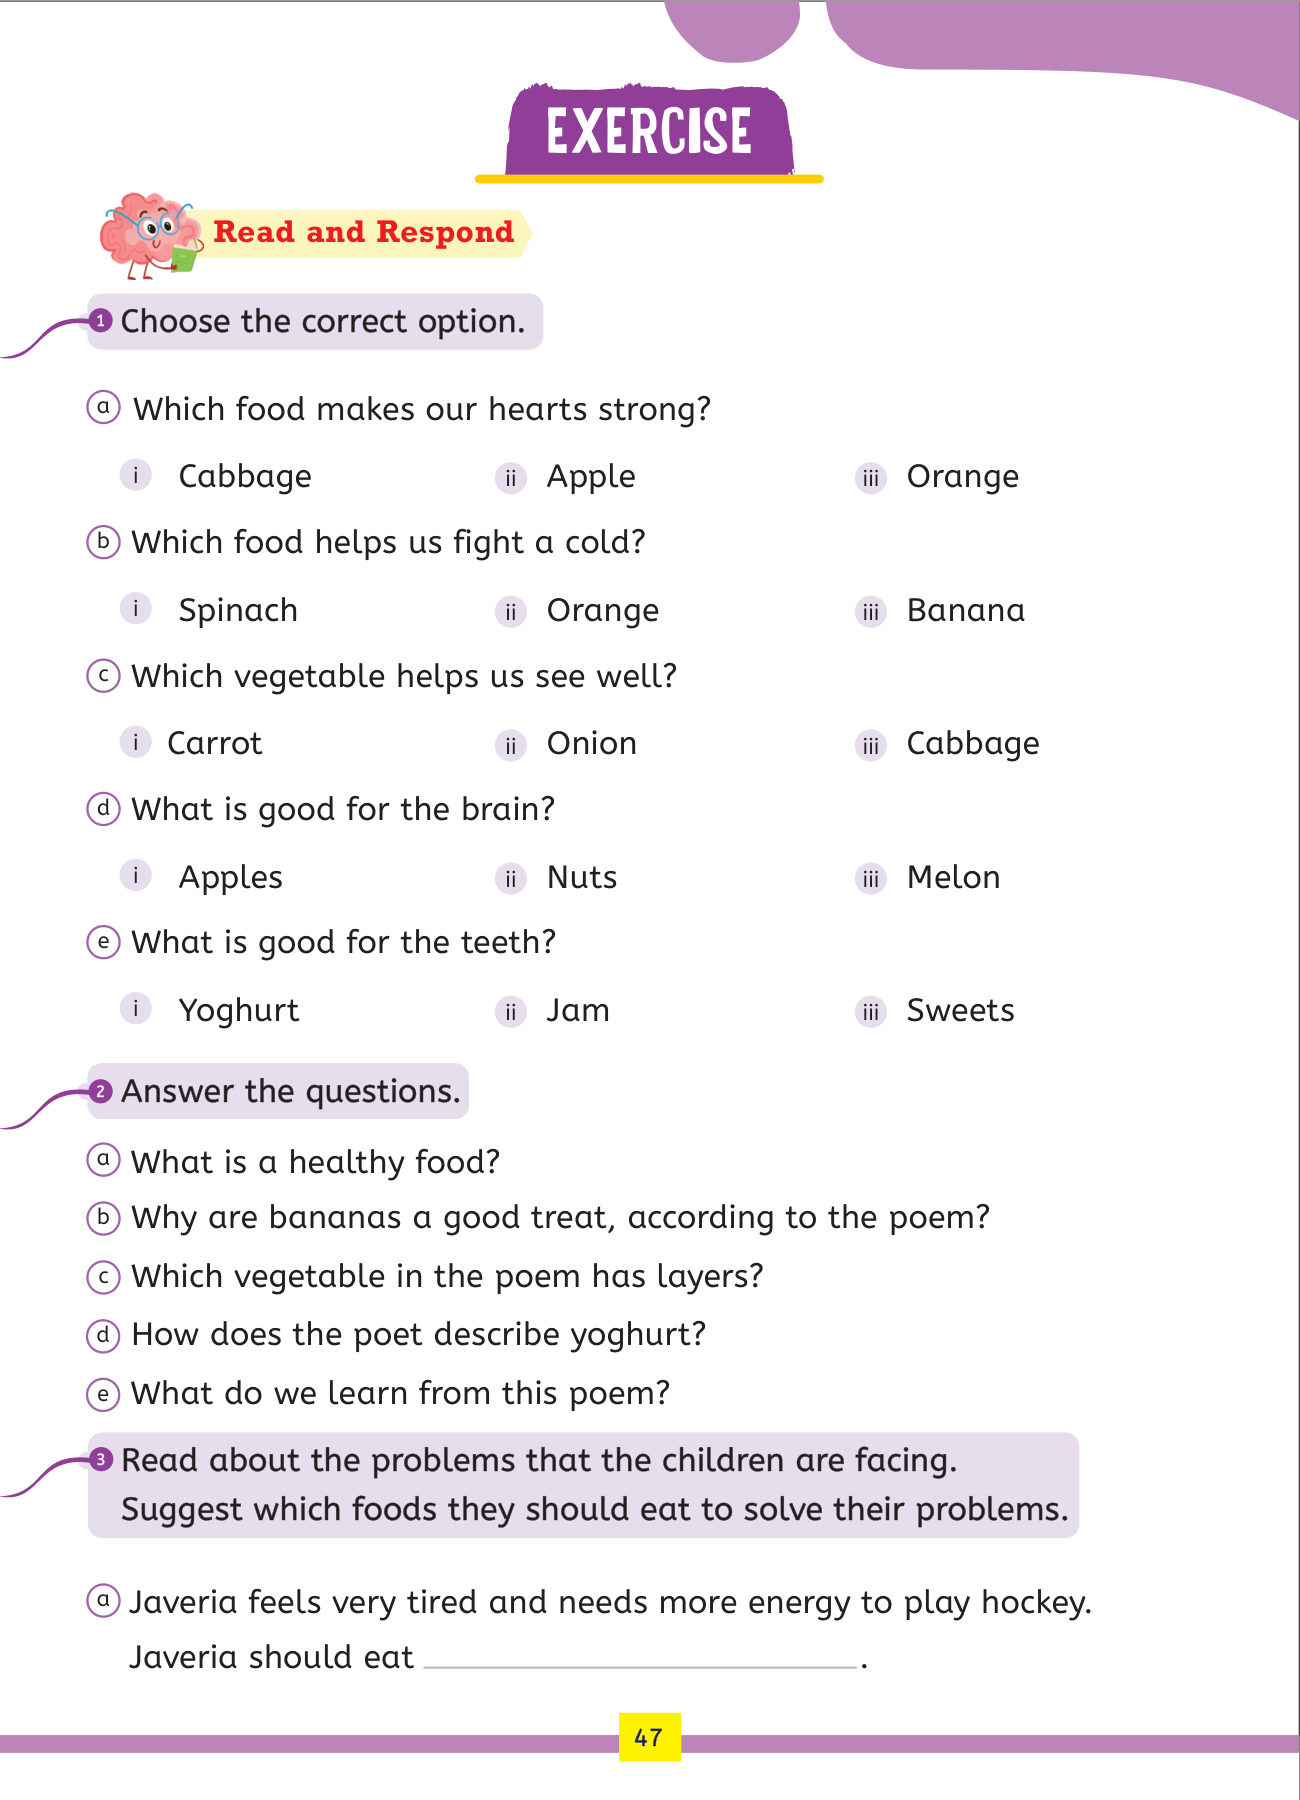 EXERCISE
Read and Respond
1 Choose the correct option.
a Which food makes our hearts strong?
i Cabbage ii Apple iii Orange
b Which food helps us fight a cold?
i Spinach ii Orange iii Banana
c Which vegetable helps us see well?
i Carrot ii Onion iii Cabbage
d What is good for the brain?
i Apples ii Nuts iii Melon
e What is good for the teeth?
i Yoghurt ii Jam iii Sweets
2 Answer the questions.
a What is a healthy food?
b Why are bananas a good treat, according to the poem?
c Which vegetable in the poem has layers?
d How does the poet describe yoghurt?
e What do we learn from this poem?
3 Read about the problems that the children are facing.
Suggest which foods they should eat to solve their problems.
a Javeria feels very tired and needs more energy to play hockey.
Javeria should eat ______________________.
47